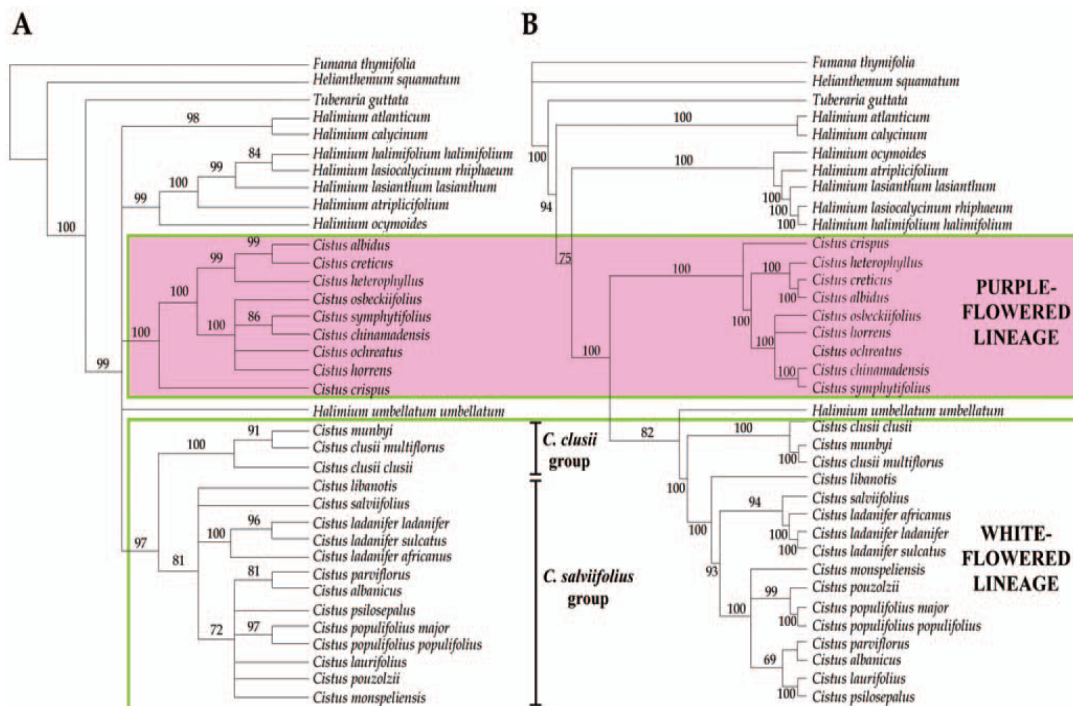 A
Fumana thymifolia
Helianthemum squamatum
Tuberaria guttata
98
Halimium atlanticum
Halimium calycinum
84
Halimium halimifolium halimifolium
99
Halimium lasiocalycinum rhiphaeum
100
Halimium lasianthum lasianthum
99
Halimium atriplicifolium
100
Halimium ocymoides
99
Cistus albidus
99
Cistus creticus
100
Cistus heterophyllus
Cistus osbeckiifolius
86
Cistus symphytifolius
100
100
Cistus chinamadensis
Cistus ochreatus
99
Cistus horrens
Cistus crispus
Halimium umbellatum umbellatum
91
Cistus munbyi
100
Cistus clusii multiflorus
Cistus clusii clusii
Cistus libanotis
Cistus salviifolius
96
Cistus ladanifer ladanifer
100
Cistus ladanifer sulcatus
97
81
Cistus ladanifer africanus
81
Cistus parviflorus
Cistus albanicus
Cistus psilosepalus
72
97
Cistus populifolius major
Cistus populifolius populifolius
Cistus laurifolius
Cistus pouzolzii
Cistus monspeliensis
C. clusii
group
C. salviifolius
group
B
Fumana thymifolia
Helianthemum squamatum
Tuberaria guttata
100
Halimium atlanticum
100
Halimium calycinum
100
Halimium ocymoides
Halimium atriplicifolium
100
Halimium lasianthum lasianthum
94
100
Halimium lasiocalycinum rhiphaeum
100
Halimium halimifolium halimifolium
75
Cistus crispus
100
100
Cistus heterophyllus
Cistus creticus
100
Cistus albidus
100
Cistus osbeckiifolius
Cistus horrens
100
100
Cistus ochreatus
100
Cistus chinamadensis
Cistus symphytifolius
PURPLE-
FLOWERED
LINEAGE
Halimium umbellatum umbellatum
82
100
Cistus clusii clusii
Cistus munbyi
100
Cistus clusii multiflorus
100
Cistus libanotis
94
Cistus salviifolius
100
Cistus ladanifer africanus
100
Cistus ladanifer ladanifer
100
Cistus ladanifer sulcatus
93
Cistus monspeliensis
99
Cistus pouzolzii
100
100
Cistus populifolius major
Cistus populifolius populifolius
Cistus parviflorus
69
Cistus albanicus
Cistus laurifolius
100
Cistus psilosepalus
WHITE-
FLOWERED
LINEAGE